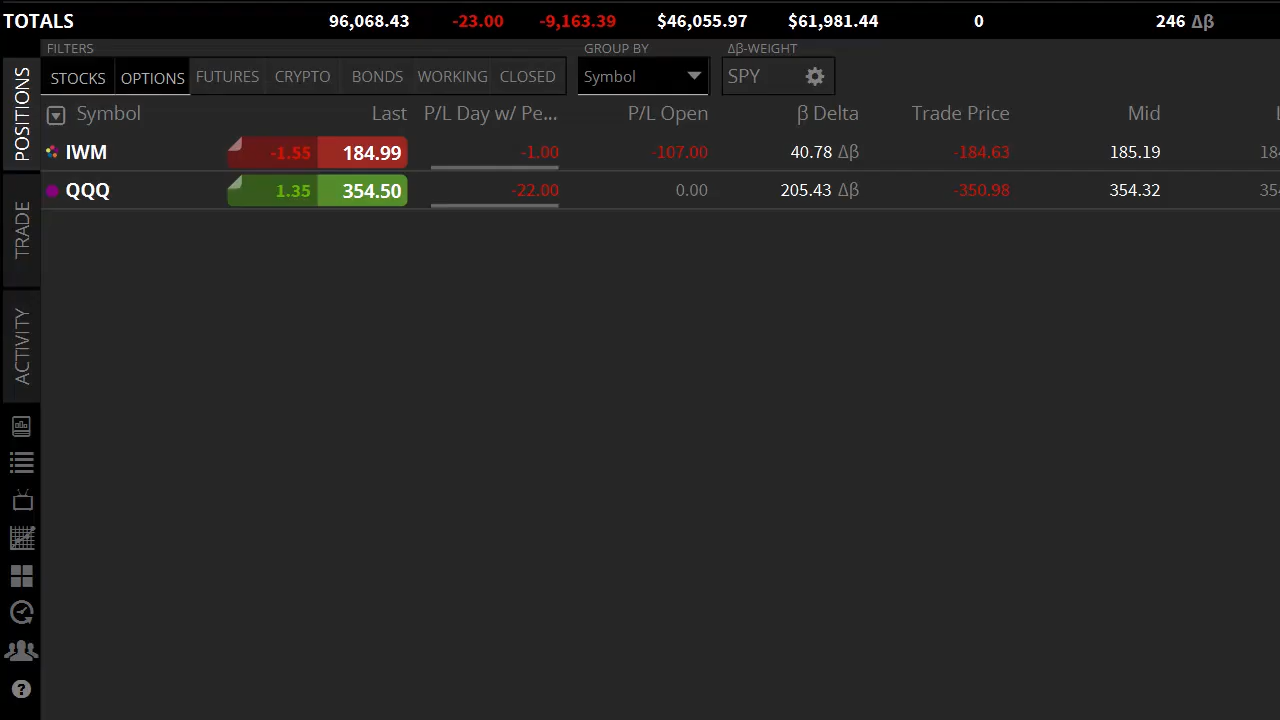 TOTALS 96,068.43 -23.00 -9,163.39 $46,055.97 $61,981.44 0 246 Δβ
FILTERS GROUP BY Δβ-WEIGHT
STOCKS OPTIONS FUTURES CRYPTO BONDS WORKING CLOSED Symbol SPY
Symbol Last P/L Day w/ Pe... P/L Open β Delta Trade Price Mid
IWM -1.55 184.99 -1.00 -107.00 40.78 Δβ -184.63 185.19 184
QQQ 1.35 354.50 -22.00 0.00 205.43 Δβ -350.98 354.32 354
POSITIONS
TRADE
ACTIVITY
?